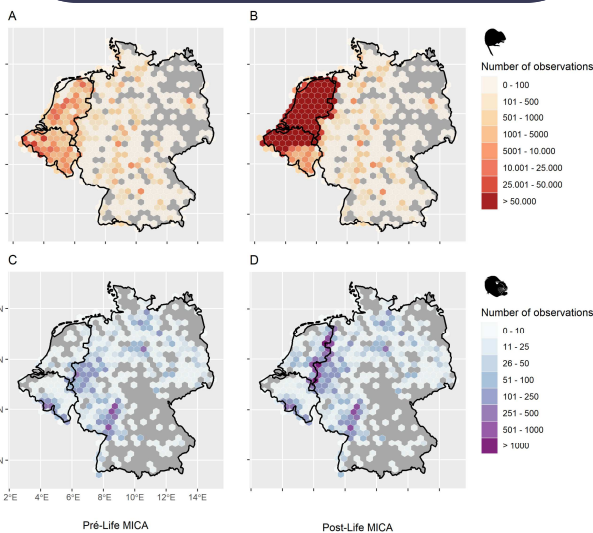 A
B
Number of observations
0 - 100
101 - 500
501 - 1000
1001 - 5000
5001 - 10.000
10.001 - 25.000
25.001 - 50.000
> 50.000
C
D
Number of observations
0 - 10
11 - 25
26 - 50
51 - 100
101 - 250
251 - 500
501 - 1000
> 1000
N
N
N
N
2°E 4°E 6°E 8°E 10°E 12°E 14°E
Pré-Life MICA
Post-Life MICA